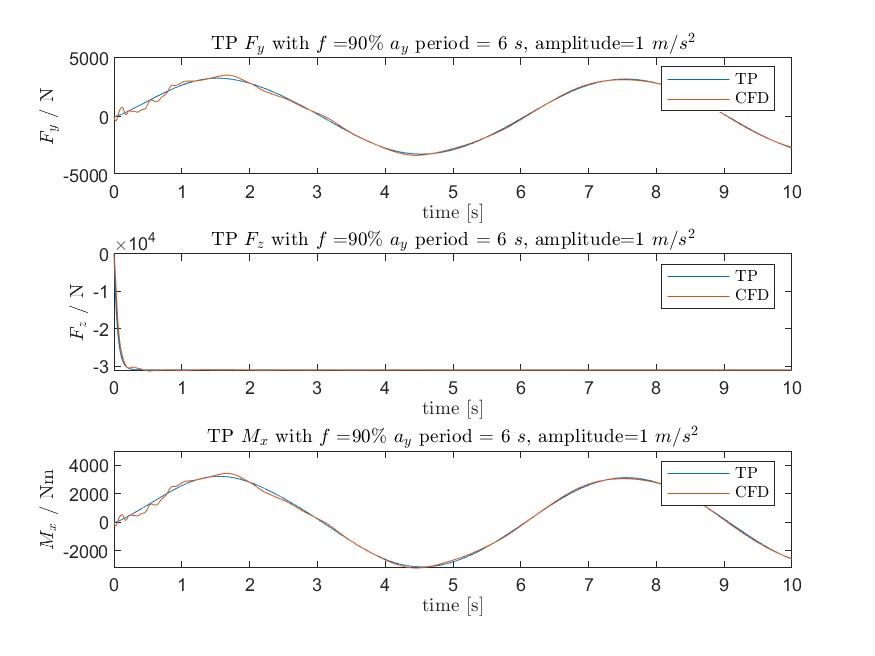 TP F_y with f =90% a_y period = 6 s, amplitude=1 m/s^2
5000
0
-5000
F_y / N
TP
CFD
0 1 2 3 4 5 6 7 8 9 10
time [s]
TP F_z with f =90% a_y period = 6 s, amplitude=1 m/s^2
×10^4
0
-1
-2
-3
F_z / N
TP
CFD
0 1 2 3 4 5 6 7 8 9 10
time [s]
TP M_x with f =90% a_y period = 6 s, amplitude=1 m/s^2
4000
2000
0
-2000
M_x / Nm
TP
CFD
0 1 2 3 4 5 6 7 8 9 10
time [s]